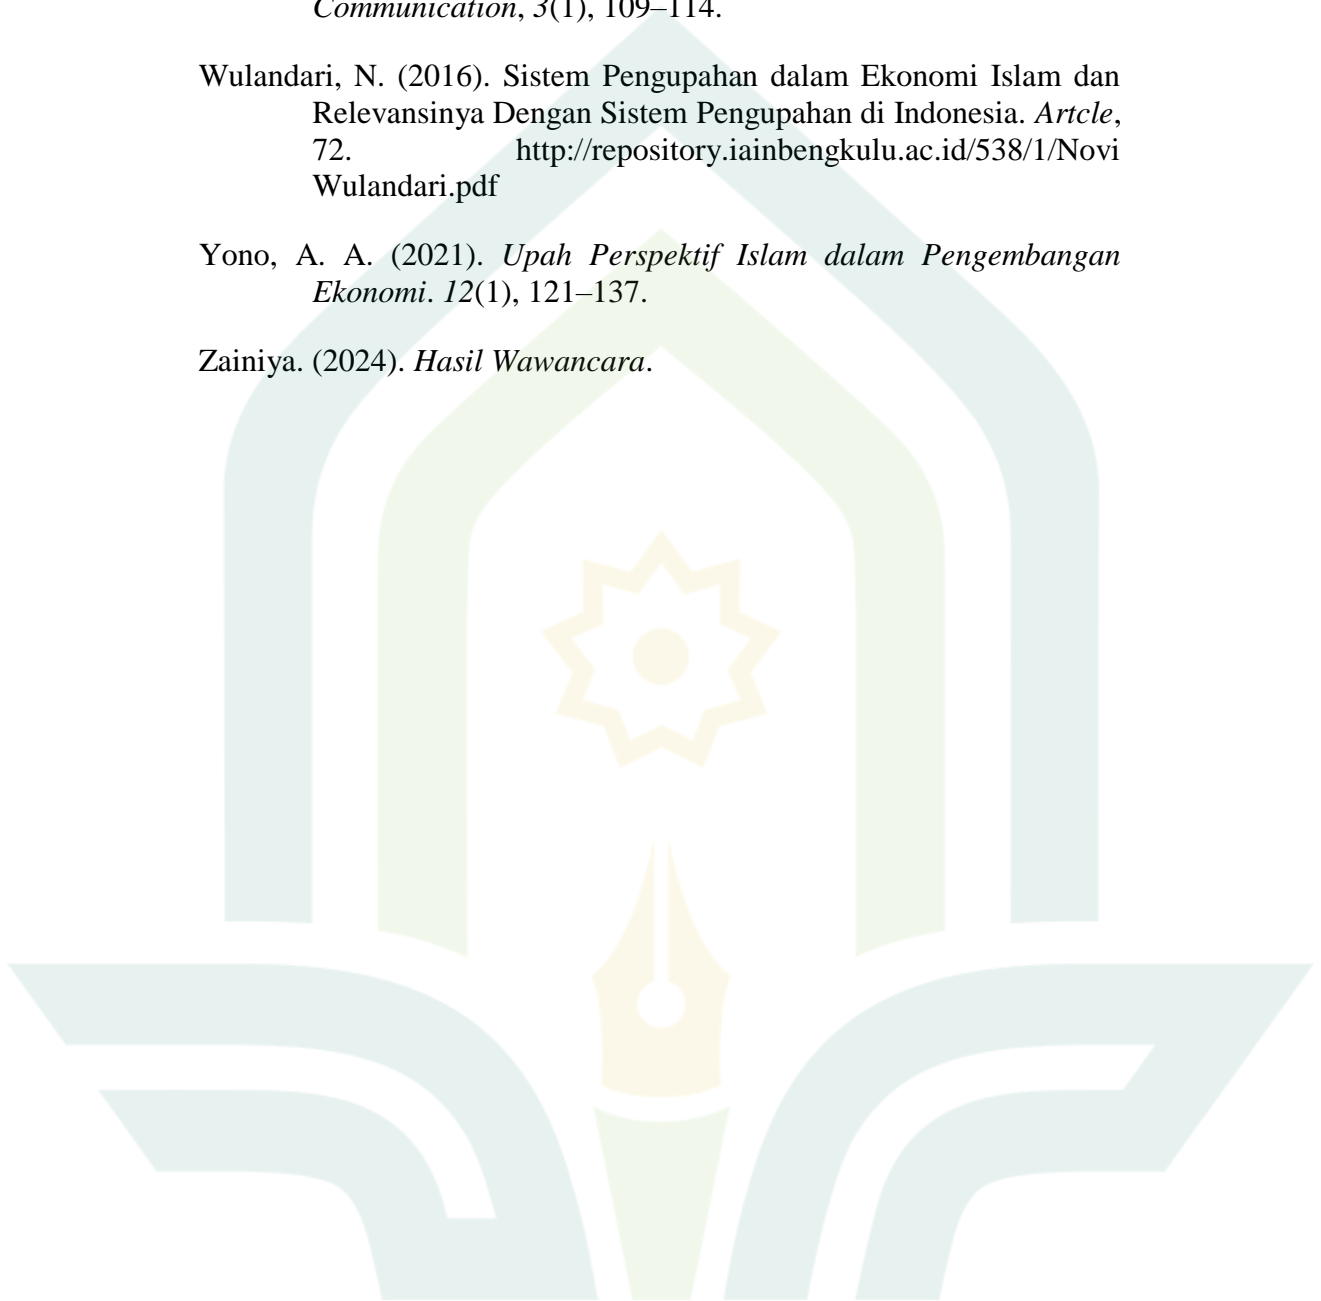 Communication, 3(1), 109–114.
Wulandari, N. (2016). Sistem Pengupahan dalam Ekonomi Islam dan
Relevansinya Dengan Sistem Pengupahan di Indonesia. Artcle,
72. http://repository.iainbengkulu.ac.id/538/1/Novi
Wulandari.pdf
Yono, A. A. (2021). Upah Perspektif Islam dalam Pengembangan
Ekonomi. 12(1), 121–137.
Zainiya. (2024). Hasil Wawancara.